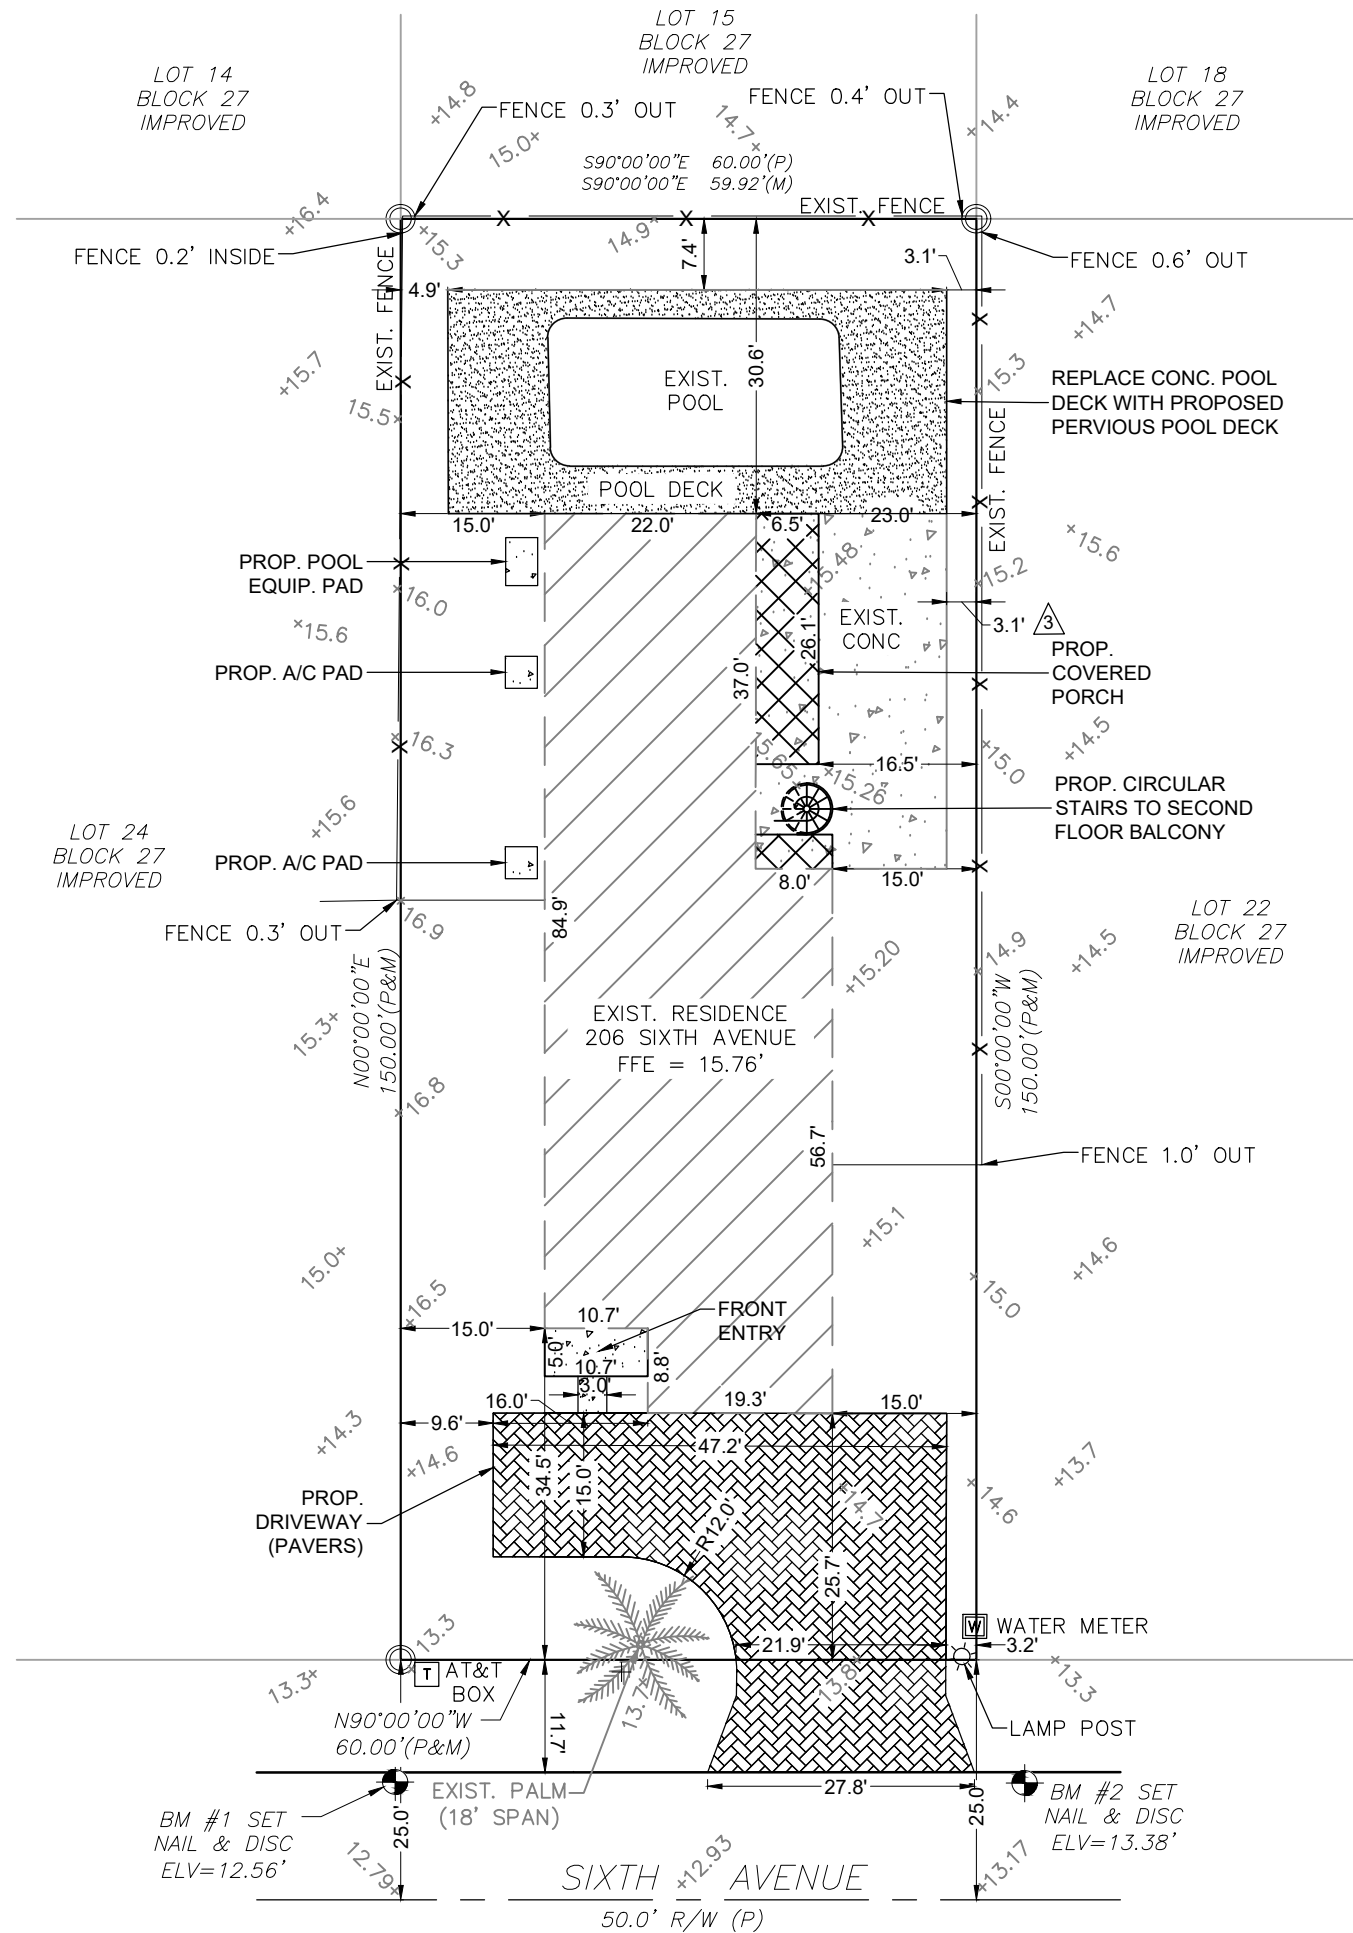 LOT 15
BLOCK 27
IMPROVED
LOT 14
BLOCK 27
IMPROVED
LOT 18
BLOCK 27
IMPROVED
+14.8
FENCE 0.3' OUT
FENCE 0.4' OUT
14.7+
+14.4
15.0+
S90°00'00"E 60.00'(P)
S90°00'00"E 59.92'(M)
+16.4
EXIST. FENCE
FENCE 0.2' INSIDE
+15.3
14.9+
7.4'
3.1'
FENCE 0.6' OUT
EXIST. FENCE
4.9'
+14.7
+15.7
15.5+
EXIST.
POOL
30.6'
+15.3
REPLACE CONC. POOL
DECK WITH PROPOSED
PERVIOUS POOL DECK
EXIST. FENCE
POOL DECK
15.0'
22.0'
6.5'
23.0'
+15.6
PROP. POOL
EQUIP. PAD
+15.48
+15.2
+16.0
+15.6
EXIST.
CONC
26.1'
3.1'
3
PROP. A/C PAD
37.0'
PROP.
COVERED
PORCH
+16.3
15.65+
16.5'
+15.0
+14.5
+15.26
PROP. CIRCULAR
STAIRS TO SECOND
FLOOR BALCONY
+15.6
LOT 24
BLOCK 27
IMPROVED
PROP. A/C PAD
8.0'
15.0'
+16.9
84.9'
FENCE 0.3' OUT
LOT 22
BLOCK 27
IMPROVED
+15.20
+14.9
+14.5
N00°00'00"E
150.00'(P&M)
15.3+
EXIST. RESIDENCE
206 SIXTH AVENUE
FFE = 15.76'
S00°00'00"W
150.00'(P&M)
+16.8
56.7'
FENCE 1.0' OUT
+15.1
15.0+
+14.6
+16.5
+15.0
15.0'
10.7'
FRONT
ENTRY
5.0'
10.7'
8.8'
3.0'
16.0'
19.3'
15.0'
9.6'
+14.3
+14.6
47.2'
+13.7
34.5'
15.0'
+14.7
+14.6
PROP.
DRIVEWAY
(PAVERS)
R12.0'
25.7'
+13.3
21.9'
W WATER METER
3.2'
13.3+
T AT&T
BOX
13.7+
13.8+
+13.3
N90°00'00"W
60.00'(P&M)
11.7'
LAMP POST
EXIST. PALM
(18' SPAN)
27.8'
BM #1 SET
NAIL & DISC
ELV=12.56'
25.0'
25.0'
BM #2 SET
NAIL & DISC
ELV=13.38'
12.79+
SIXTH AVENUE
+12.93
+13.17
50.0' R/W (P)